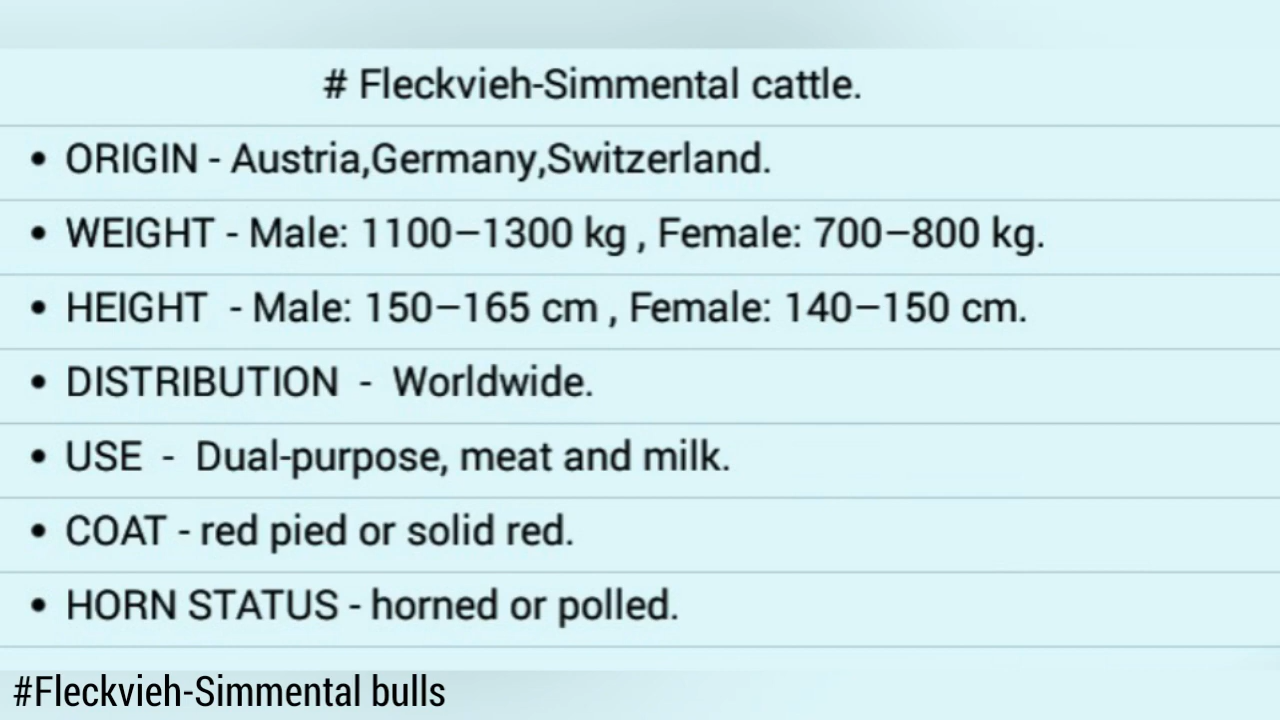 # Fleckvieh-Simmental cattle.
• ORIGIN - Austria,Germany,Switzerland.
• WEIGHT - Male: 1100–1300 kg , Female: 700–800 kg.
• HEIGHT  - Male: 150–165 cm , Female: 140–150 cm.
• DISTRIBUTION  -  Worldwide.
• USE  -  Dual-purpose, meat and milk.
• COAT - red pied or solid red.
• HORN STATUS - horned or polled.
#Fleckvieh-Simmental bulls